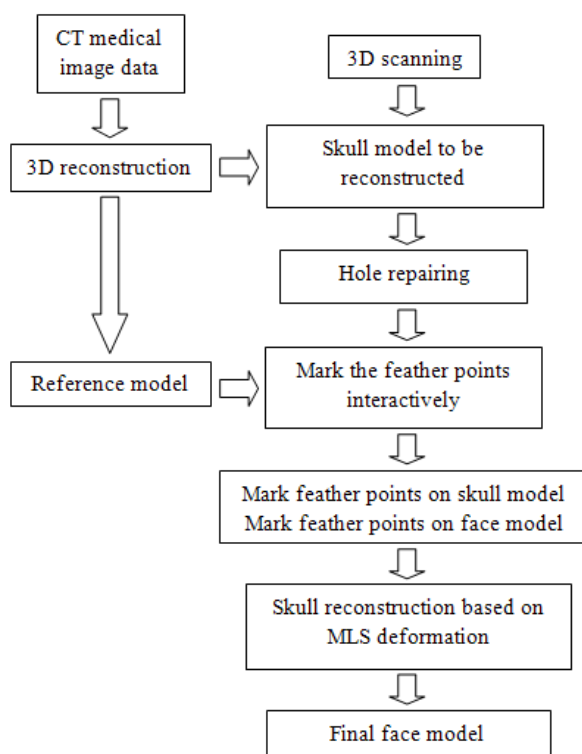 CT medical
image data
3D scanning
3D reconstruction
Skull model to be
reconstructed
Hole repairing
Reference model
Mark the feather points
interactively
Mark feather points on skull model
Mark feather points on face model
Skull reconstruction based on
MLS deformation
Final face model